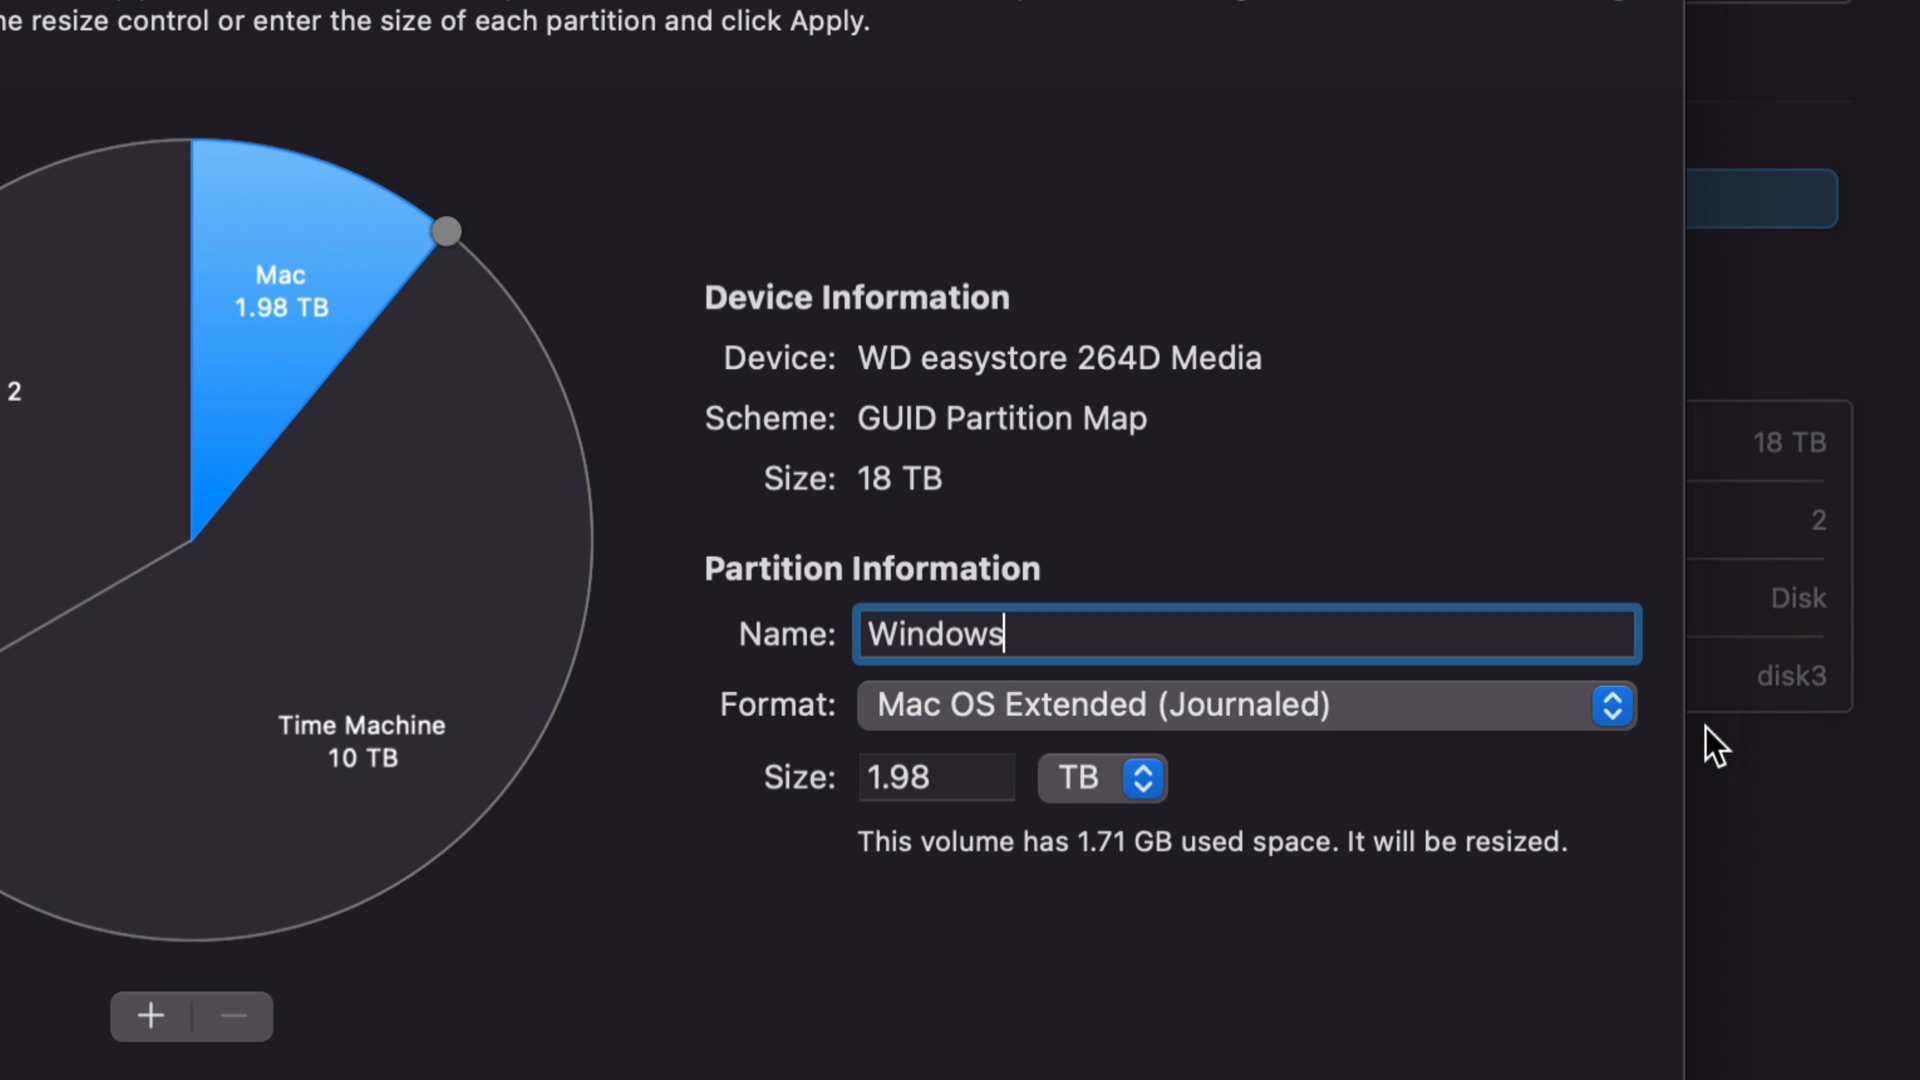 he resize control or enter the size of each partition and click Apply.
Mac
1.98 TB
2
Time Machine
10 TB
Device Information
Device: WD easystore 264D Media
Scheme: GUID Partition Map
Size: 18 TB
Partition Information
Name: Windows
Format: Mac OS Extended (Journaled)
Size: 1.98 TB
This volume has 1.71 GB used space. It will be resized.
18 TB
2
Disk
disk3